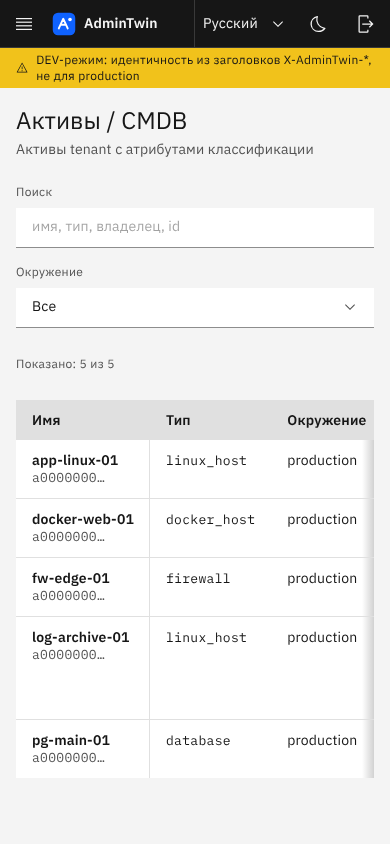 AdminTwin
Русский
DEV-режим: идентичность из заголовков X-AdminTwin-*,
не для production
Активы / CMDB
Активы tenant с атрибутами классификации
Поиск
имя, тип, владелец, id
Окружение
Все
Показано: 5 из 5
Имя Тип Окружение
app-linux-01 linux_host production
a0000000…
docker-web-01 docker_host production
a0000000…
fw-edge-01 firewall production
a0000000…
log-archive-01 linux_host production
a0000000…
pg-main-01 database production
a0000000…